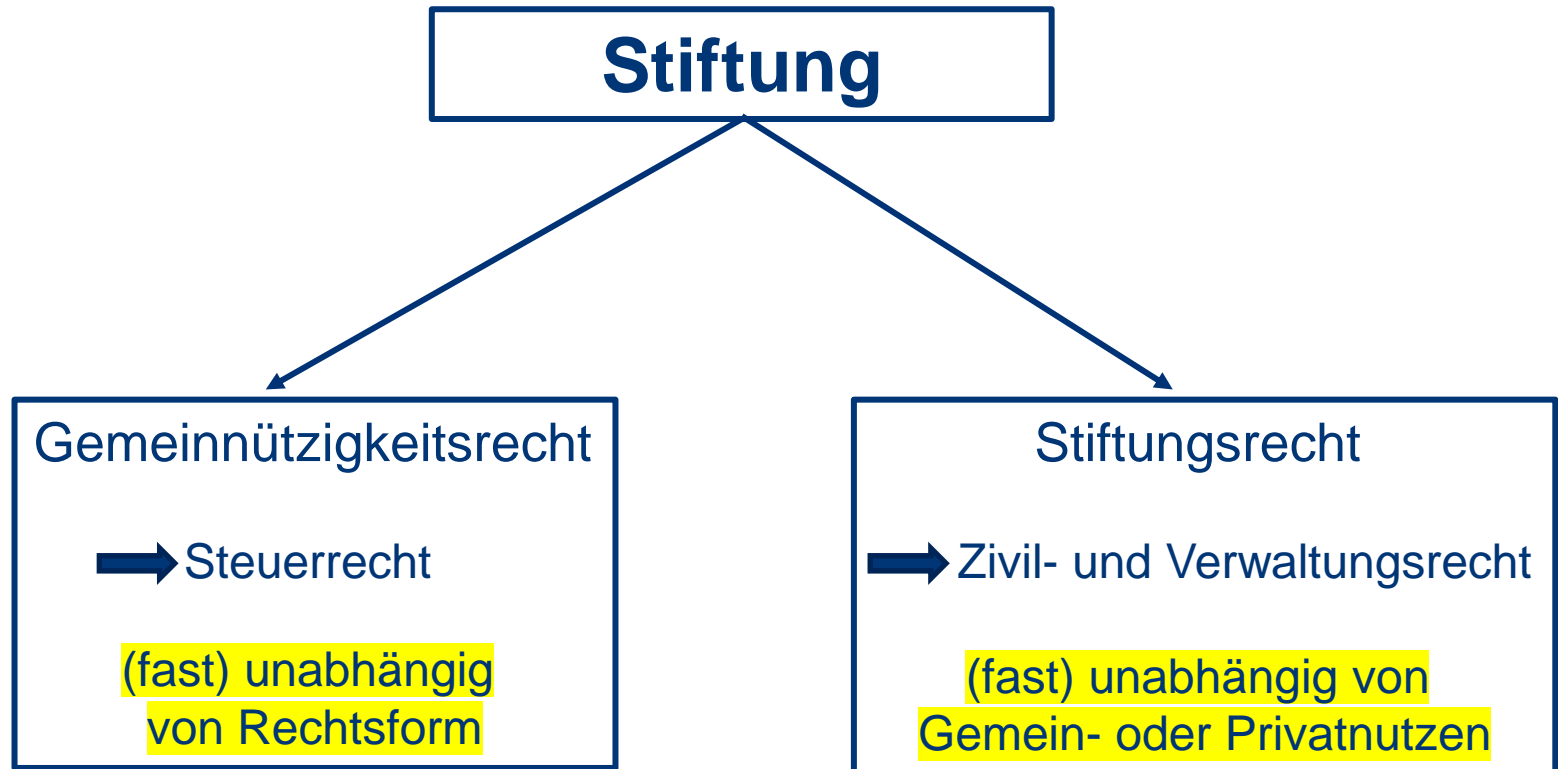 Stiftung
Gemeinnützigkeitsrecht
Steuerrecht
(fast) unabhängig
von Rechtsform
Stiftungsrecht
Zivil- und Verwaltungsrecht
(fast) unabhängig von
Gemein- oder Privatnutzen